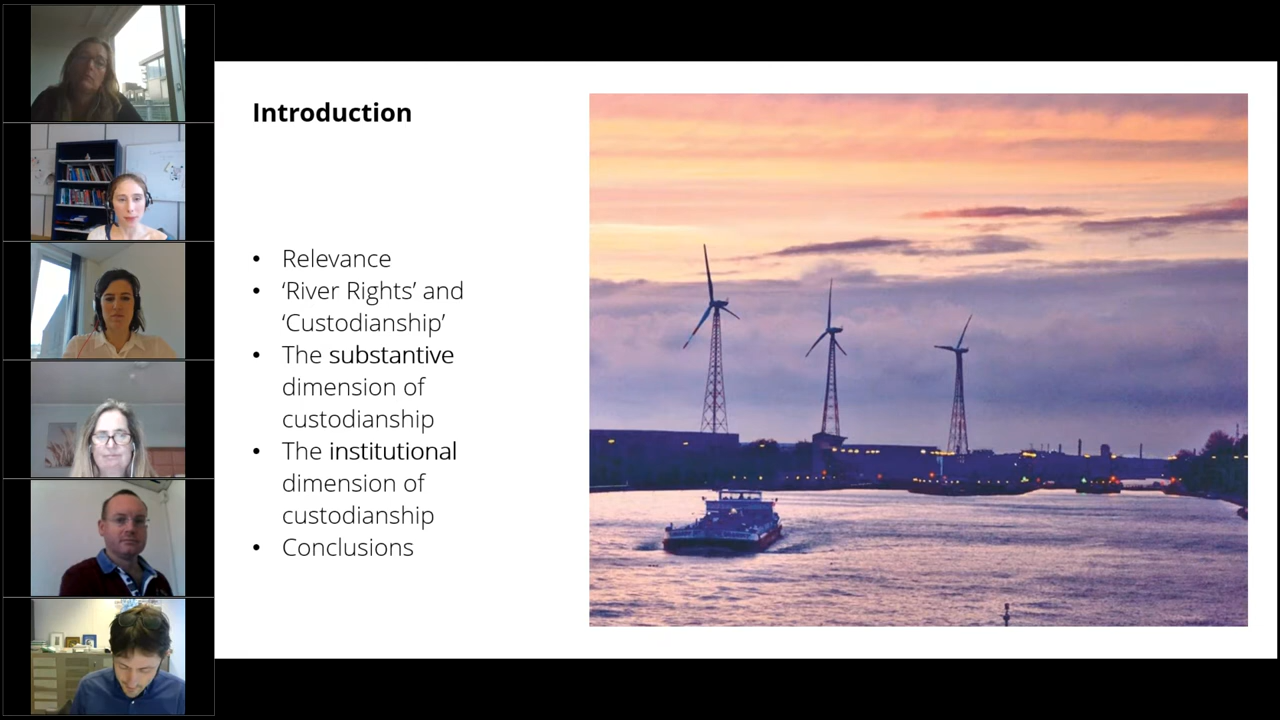 Introduction
• Relevance
• ‘River Rights’ and
‘Custodianship’
• The substantive
dimension of
custodianship
• The institutional
dimension of
custodianship
• Conclusions